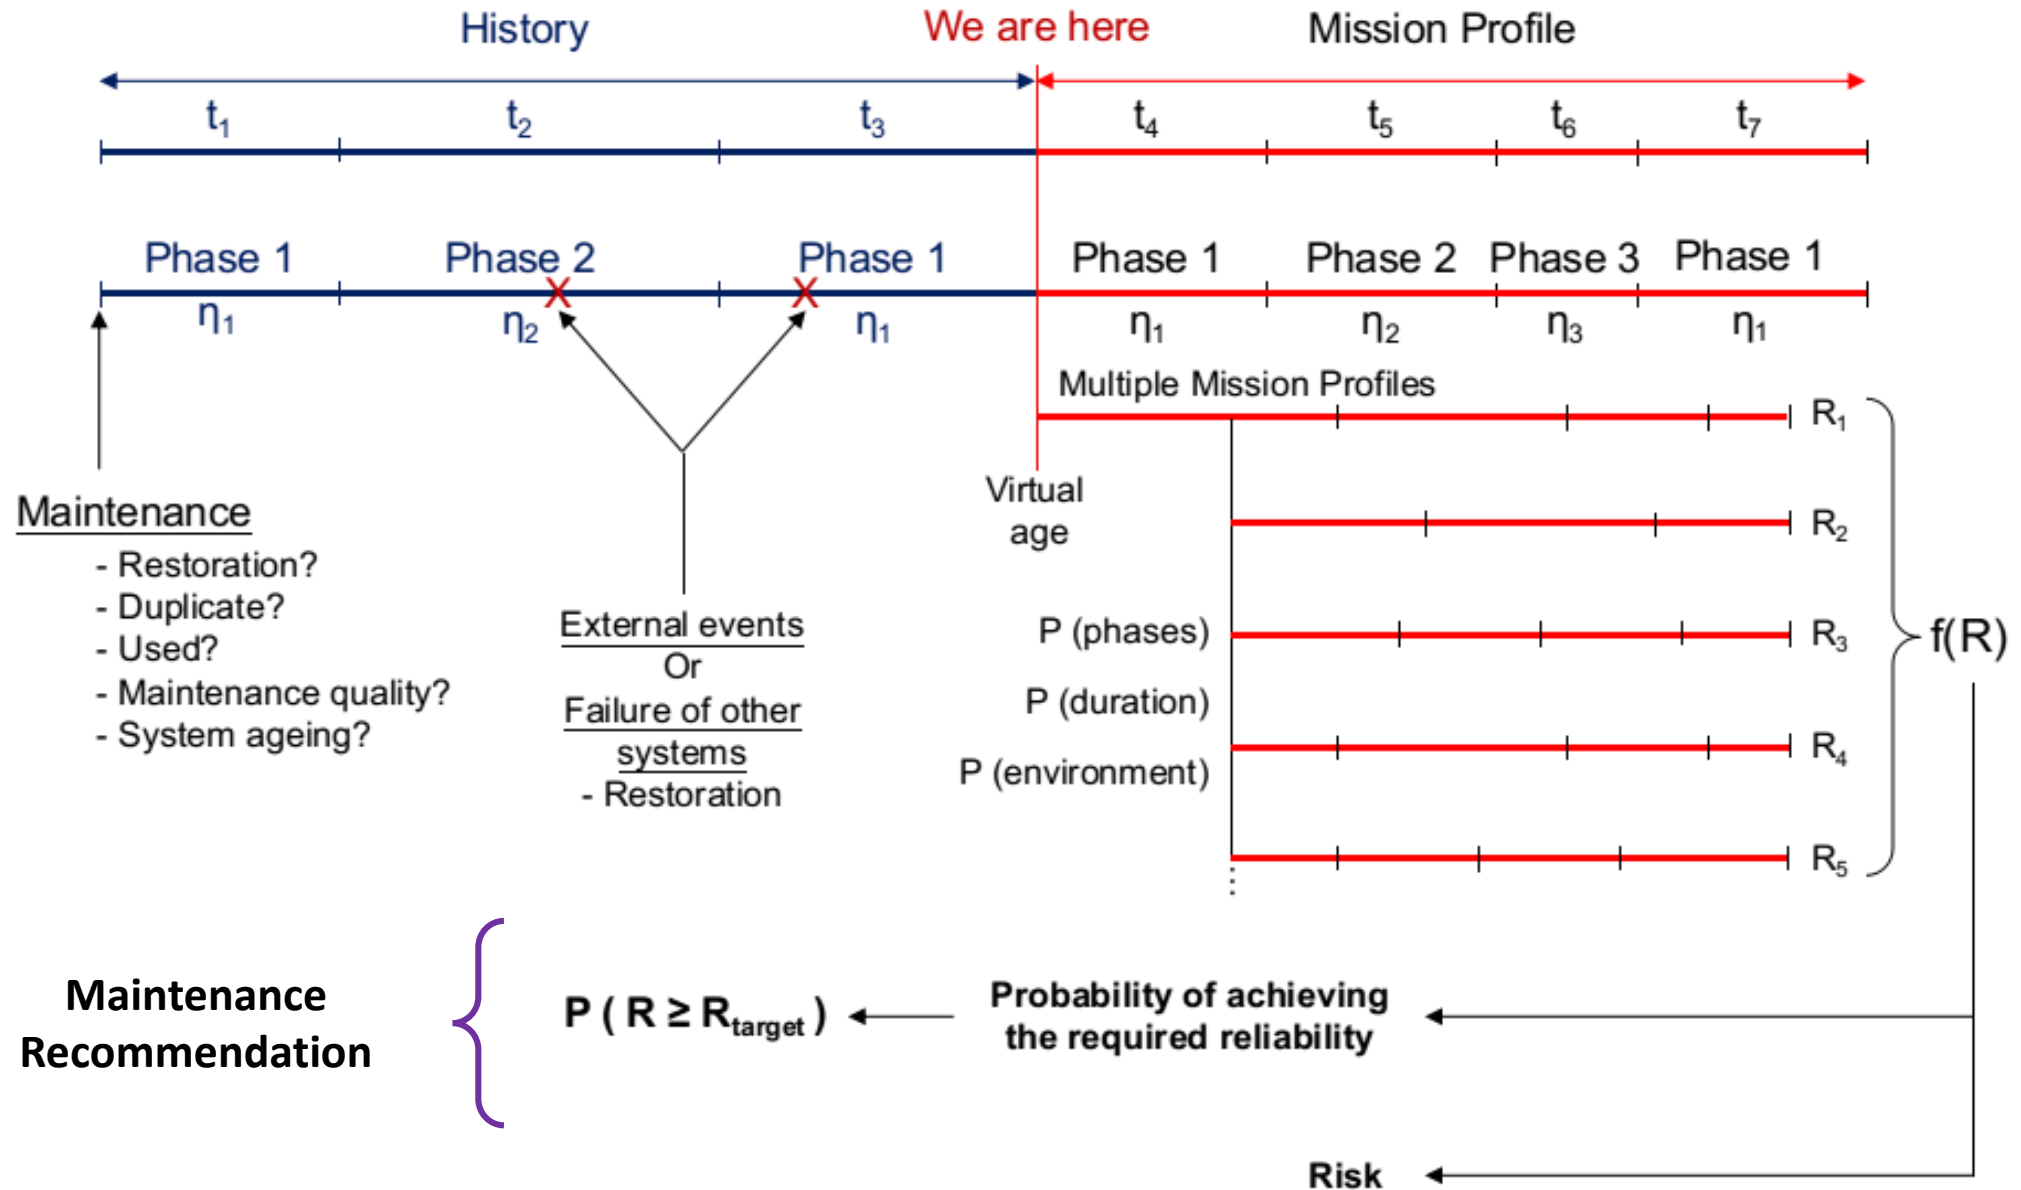 History
We are here
Mission Profile
t₁
t₂
t₃
t₄
t₅
t₆
t₇
Phase 1
Phase 2
Phase 1
Phase 1
Phase 2
Phase 3
Phase 1
η₁
η₂
η₁
η₁
η₂
η₃
η₁
Multiple Mission Profiles
R₁
R₂
R₃
R₄
R₅
f(R)
Virtual
age
P (phases)
P (duration)
P (environment)
Maintenance
- Restoration?
- Duplicate?
- Used?
- Maintenance quality?
- System ageing?
External events
Or
Failure of other
systems
- Restoration
Maintenance
Recommendation
P ( R ≥ Rtarget )
Probability of achieving
the required reliability
Risk